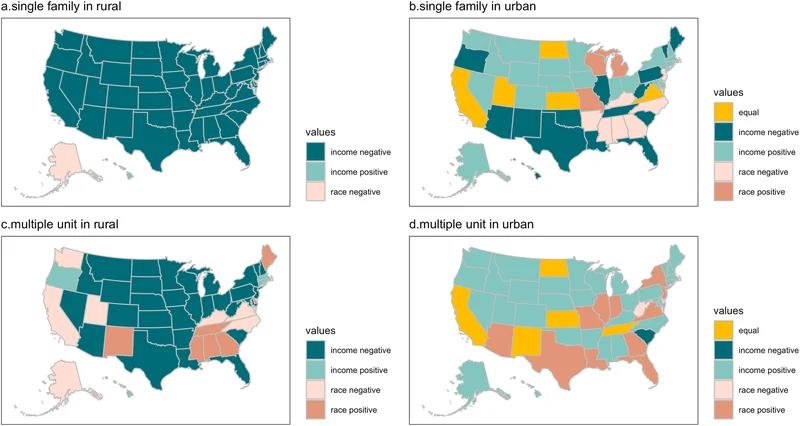 a.single family in rural
values
income negative
income positive
race negative
b.single family in urban
values
equal
income negative
income positive
race negative
race positive
c.multiple unit in rural
values
income negative
income positive
race negative
race positive
d.multiple unit in urban
values
equal
income negative
income positive
race negative
race positive